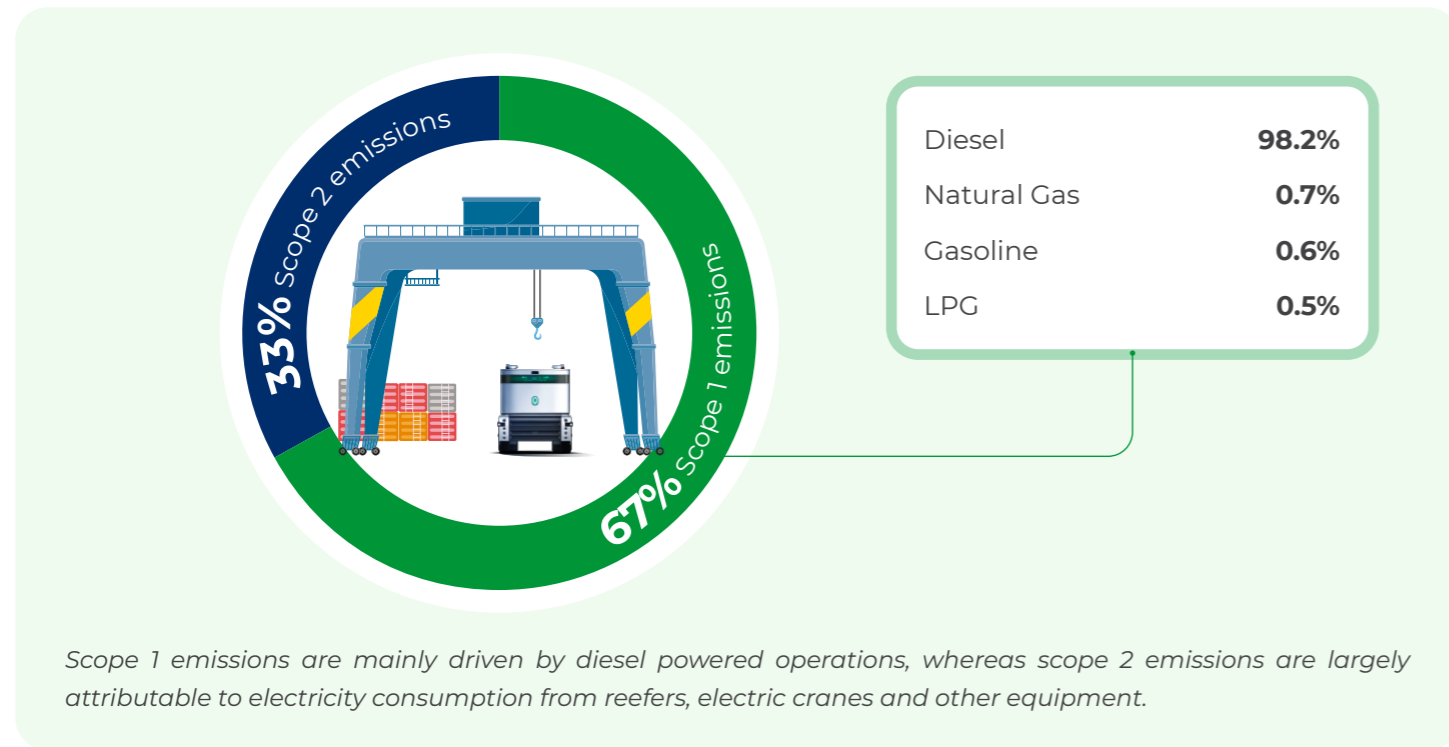 33% Scope 2 emissions
67% Scope 1 emissions
Diesel 98.2%
Natural Gas 0.7%
Gasoline 0.6%
LPG 0.5%
Scope 1 emissions are mainly driven by diesel powered operations, whereas scope 2 emissions are largely
attributable to electricity consumption from reefers, electric cranes and other equipment.